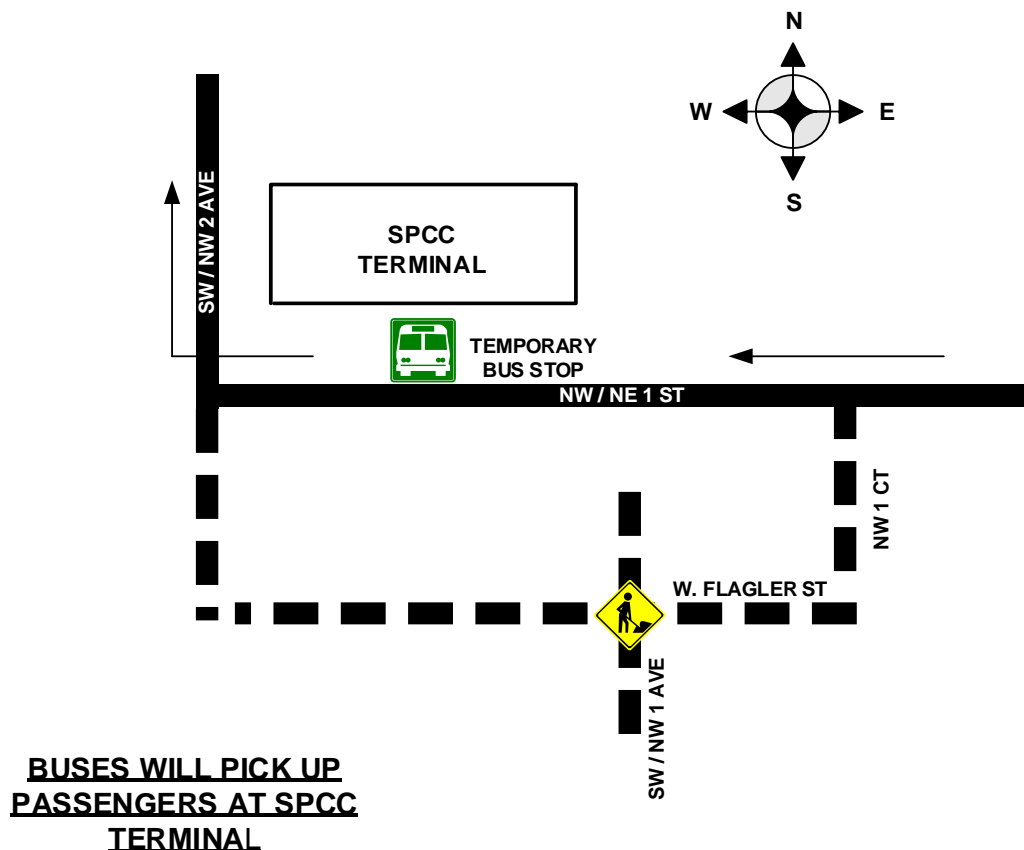 N
W
E
S
SW / NW 2 AVE
SPCC
TERMINAL
TEMPORARY
BUS STOP
NW / NE 1 ST
NW 1 CT
W. FLAGLER ST
SW / NW 1 AVE
BUSES WILL PICK UP
PASSENGERS AT SPCC
TERMINAL